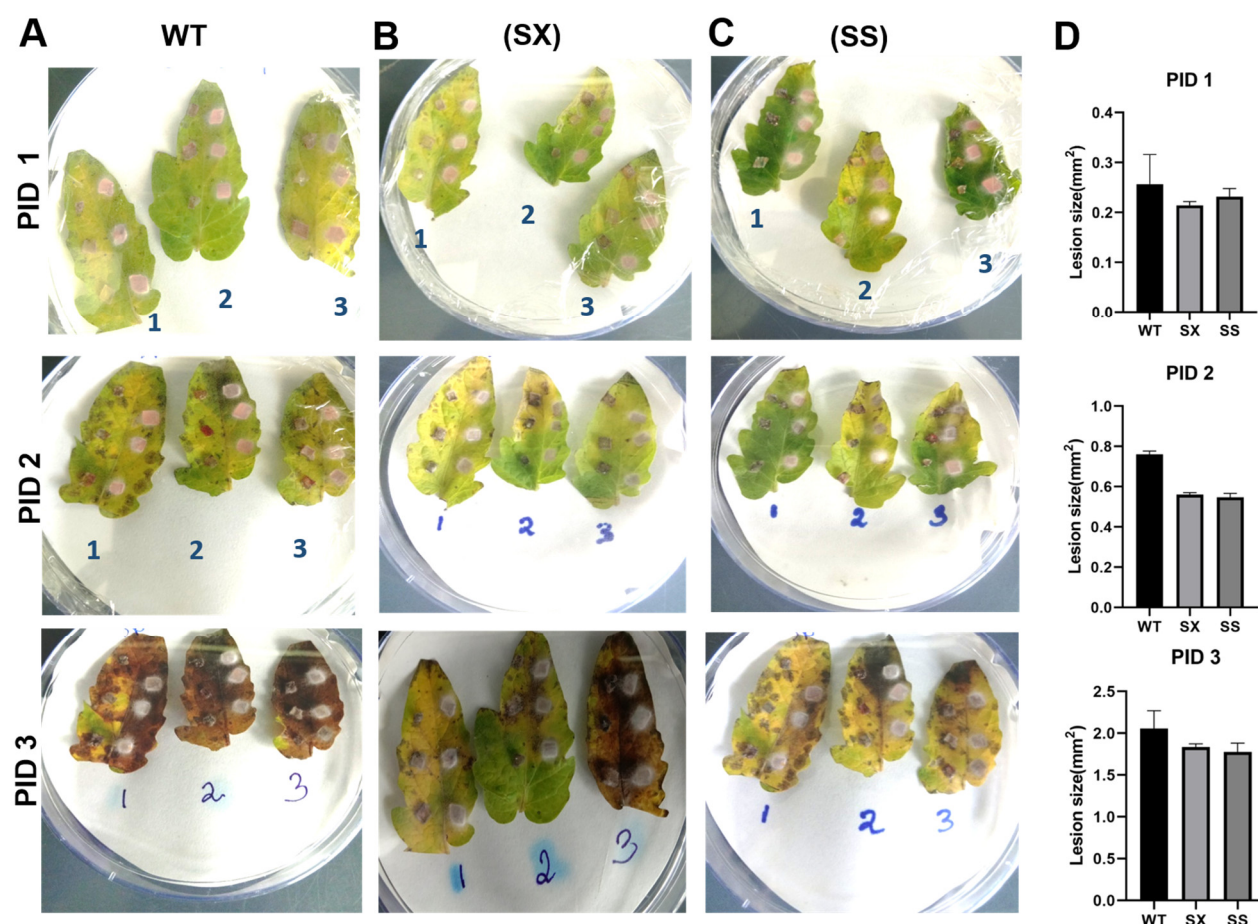 A WT B (SX) C (SS) D
PID 1
1 2 3
1 2 3
1 2 3
PID 1
Lesion size(mm²)
0.4
0.3
0.2
0.1
0.0
WT SX SS
PID 2
1 2 3
1 2 3
1 2 3
PID 2
Lesion size(mm²)
1.0
0.8
0.6
0.4
0.2
0.0
WT SX SS
PID 3
1 2 3
1 2 3
1 2 3
PID 3
Lesion size(mm²)
2.5
2.0
1.5
1.0
0.5
0.0
WT SX SS